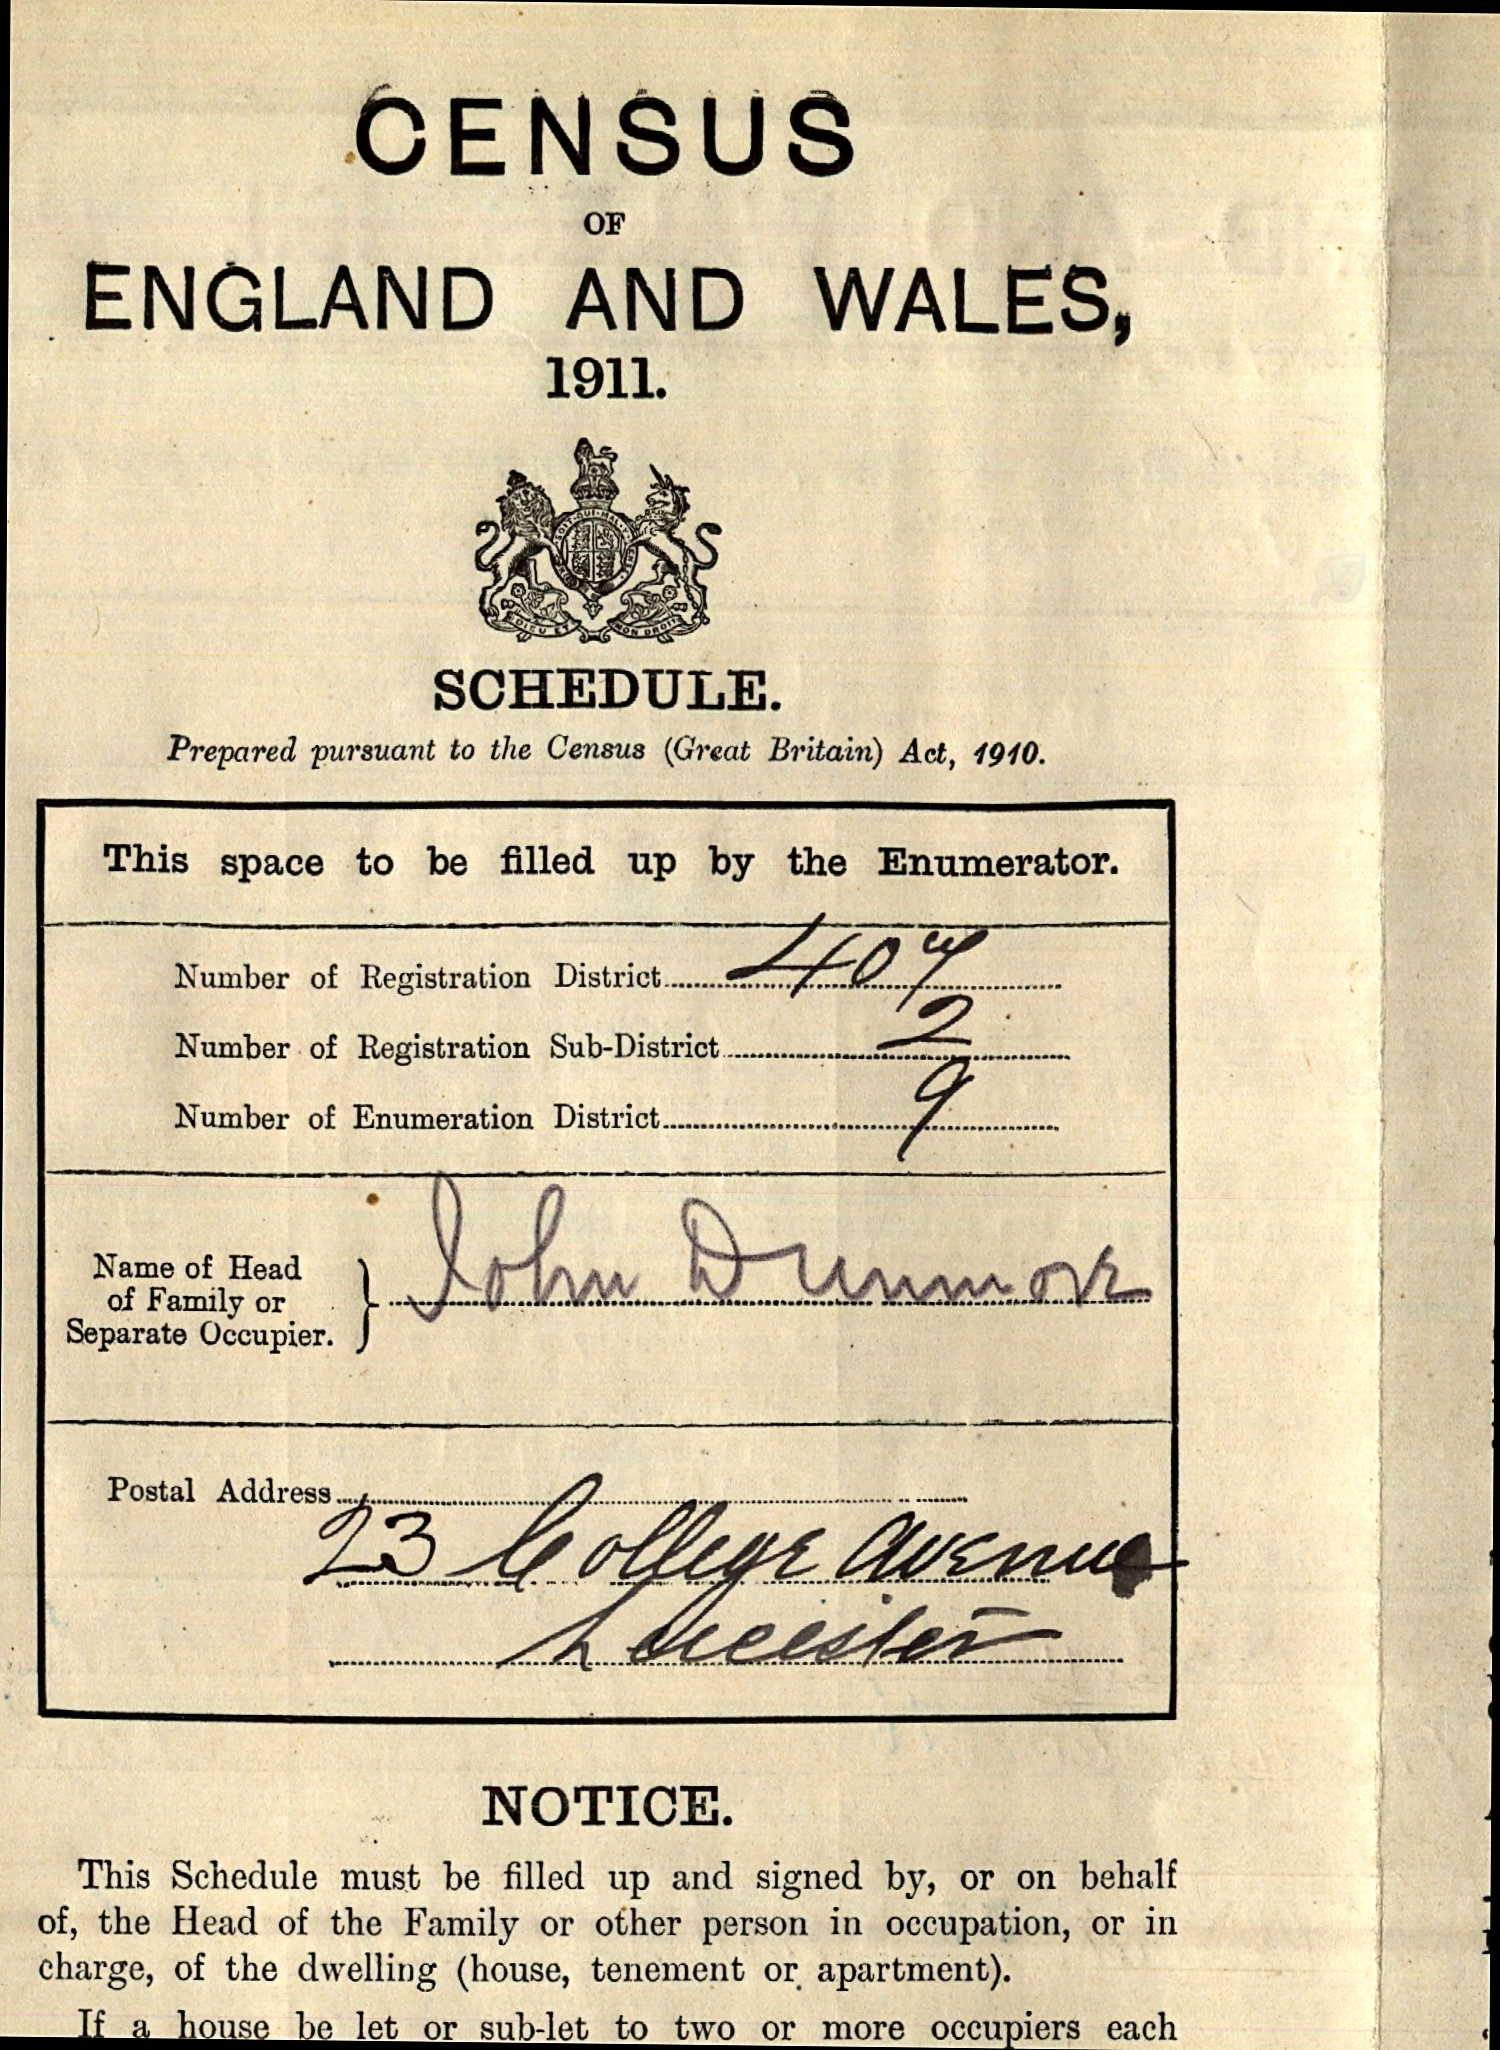 CENSUS
OF
ENGLAND AND WALES,
1911.
DIEU ET MON DROIT
SCHEDULE.
Prepared pursuant to the Census (Great Britain) Act, 1910.
This space to be filled up by the Enumerator.
Number of Registration District 407
Number of Registration Sub-District 2
Number of Enumeration District 9
Name of Head
of Family or
Separate Occupier. } John Dunmore
Postal Address
23 College Avenue
Leicester
NOTICE.
This Schedule must be filled up and signed by, or on behalf
of, the Head of the Family or other person in occupation, or in
charge, of the dwelling (house, tenement or apartment).
If a house be let or sub-let to two or more occupiers each